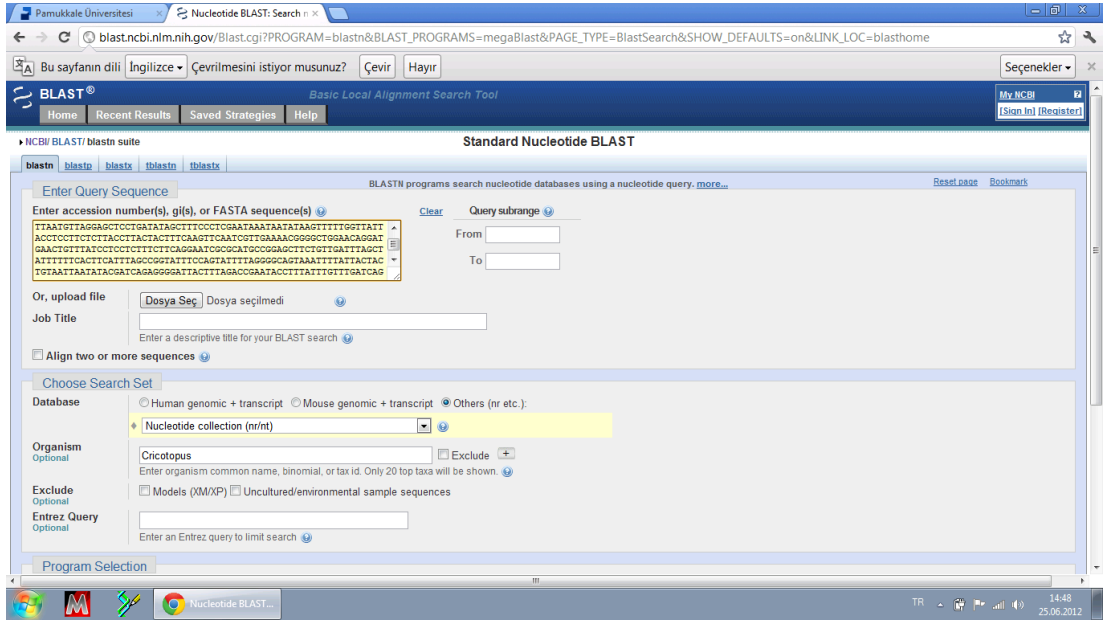 Pamukkale Üniversitesi
Nucleotide BLAST: Search n
blast.ncbi.nlm.nih.gov/Blast.cgi?PROGRAM=blastn&BLAST_PROGRAMS=megaBlast&PAGE_TYPE=BlastSearch&SHOW_DEFAULTS=on&LINK_LOC=blasthome
Bu sayfanın dili İngilizce Çevrilmesini istiyor musunuz? Çevir Hayır Seçenekler
BLAST® Basic Local Alignment Search Tool My NCBI ?
Home Recent Results Saved Strategies Help [Sign In] [Register]
NCBI/ BLAST/ blastn suite Standard Nucleotide BLAST
blastn blastp blastx tblastn tblastx
Enter Query Sequence BLASTN programs search nucleotide databases using a nucleotide query. more... Reset page Bookmark
Enter accession number(s), gi(s), or FASTA sequence(s) Clear Query subrange
TTAATGTTAGGAGCTCCTGATATAGCTTTCCCTCGAATAAATAATATAAGTTTTTGGTTATT
ACCTCCTTCTCTTACCTTACTACTTTCAAGTTCAATCGTTGAAAACGGGGCTGGAACAGGAT
GAACTGTTTATCCTCCTCTTTCTTCAGGAATCGCGCATGCCGGAGCTTCTGTTGATTTAGCT
ATTTTTTCACTTCATTTAGCCGGTATTTCCAGTATTTTAGGGGCAGTAAATTTTATTACTAC
TGTAATTAATATACGATCAGAGGGGATTACTTTAGACCGAATACCTTTATTTGTTTGATCAG
From
To
Or, upload file Dosya Seç Dosya seçilmedi
Job Title
Enter a descriptive title for your BLAST search
Align two or more sequences
Choose Search Set
Database Human genomic + transcript Mouse genomic + transcript Others (nr etc.):
Nucleotide collection (nr/nt)
Organism
Optional
Cricotopus Exclude +
Enter organism common name, binomial, or tax id. Only 20 top taxa will be shown.
Exclude Models (XM/XP) Uncultured/environmental sample sequences
Optional
Entrez Query
Optional
Enter an Entrez query to limit search
Program Selection
Nucleotide BLAST...
TR
14:48
25.06.2012